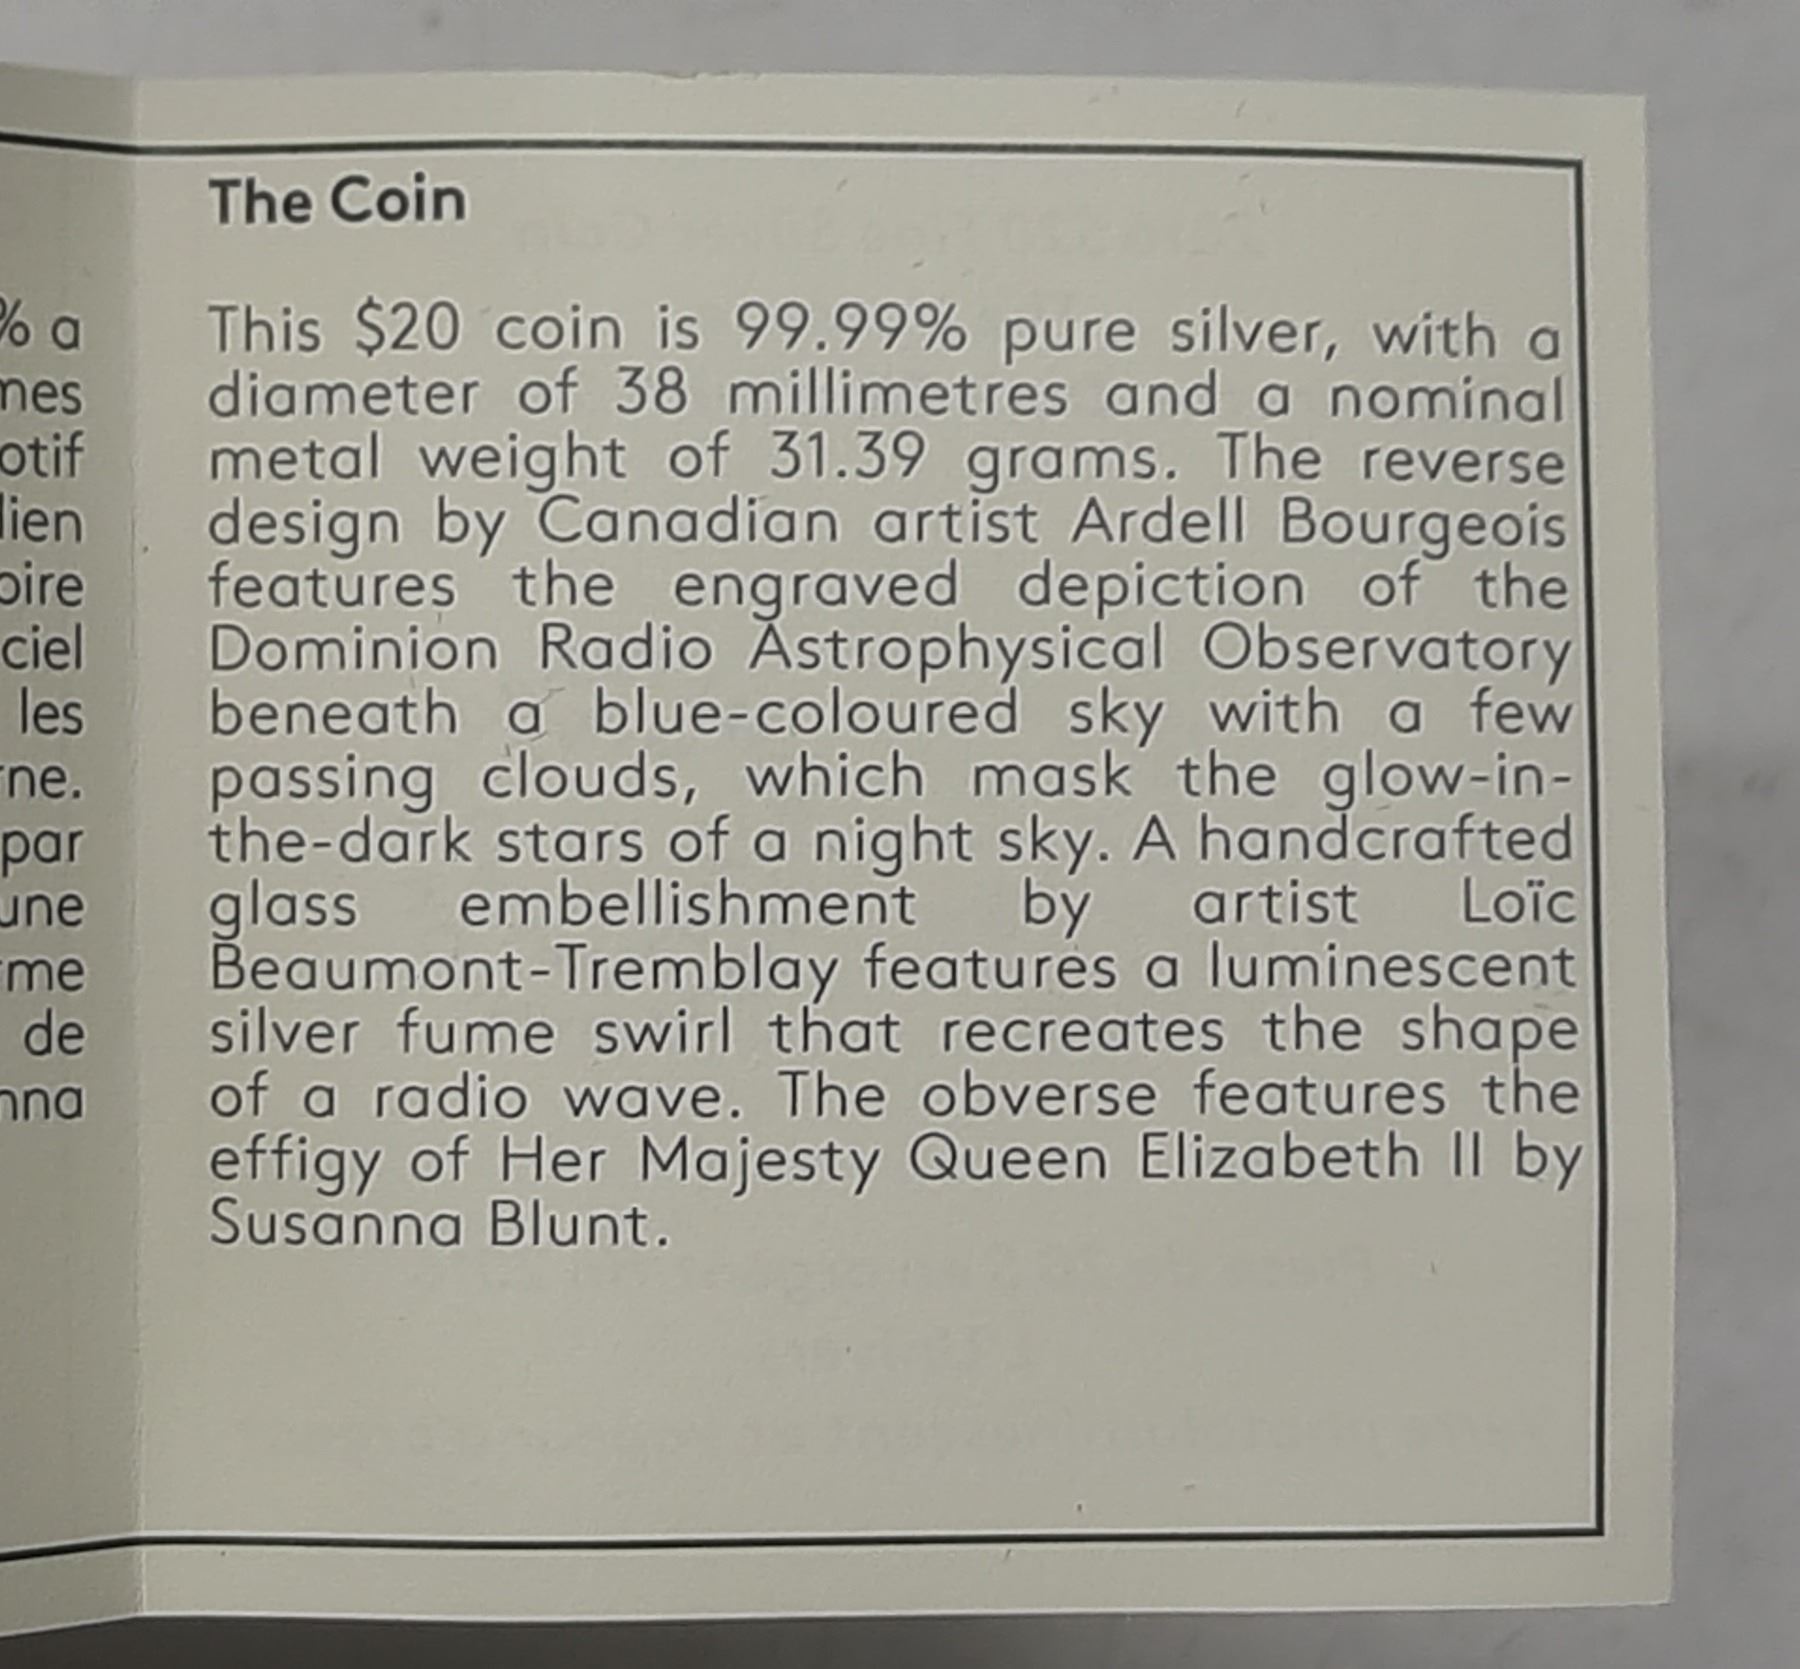 The Coin
This $20 coin is 99.99% pure silver, with a
diameter of 38 millimetres and a nominal
metal weight of 31.39 grams. The reverse
design by Canadian artist Ardell Bourgeois
features the engraved depiction of the
Dominion Radio Astrophysical Observatory
beneath a blue-coloured sky with a few
passing clouds, which mask the glow-in-
the-dark stars of a night sky. A handcrafted
glass embellishment by artist Loïc
Beaumont-Tremblay features a luminescent
silver fume swirl that recreates the shape
of a radio wave. The obverse features the
effigy of Her Majesty Queen Elizabeth II by
Susanna Blunt.
% a
ciel
les
par
de